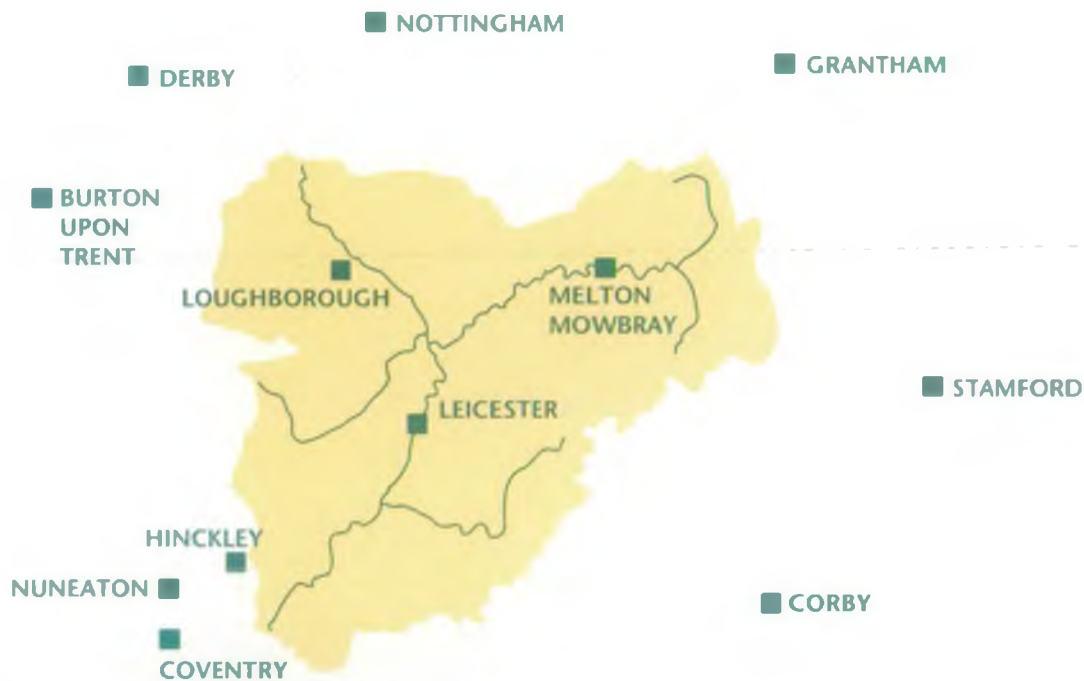 NOTTINGHAM
GRANTHAM
DERBY
BURTON
UPON
TRENT
LOUGHBOROUGH
MELTON
MOWBRAY
STAMFORD
LEICESTER
HINCKLEY
NUNEATON
CORBY
COVENTRY